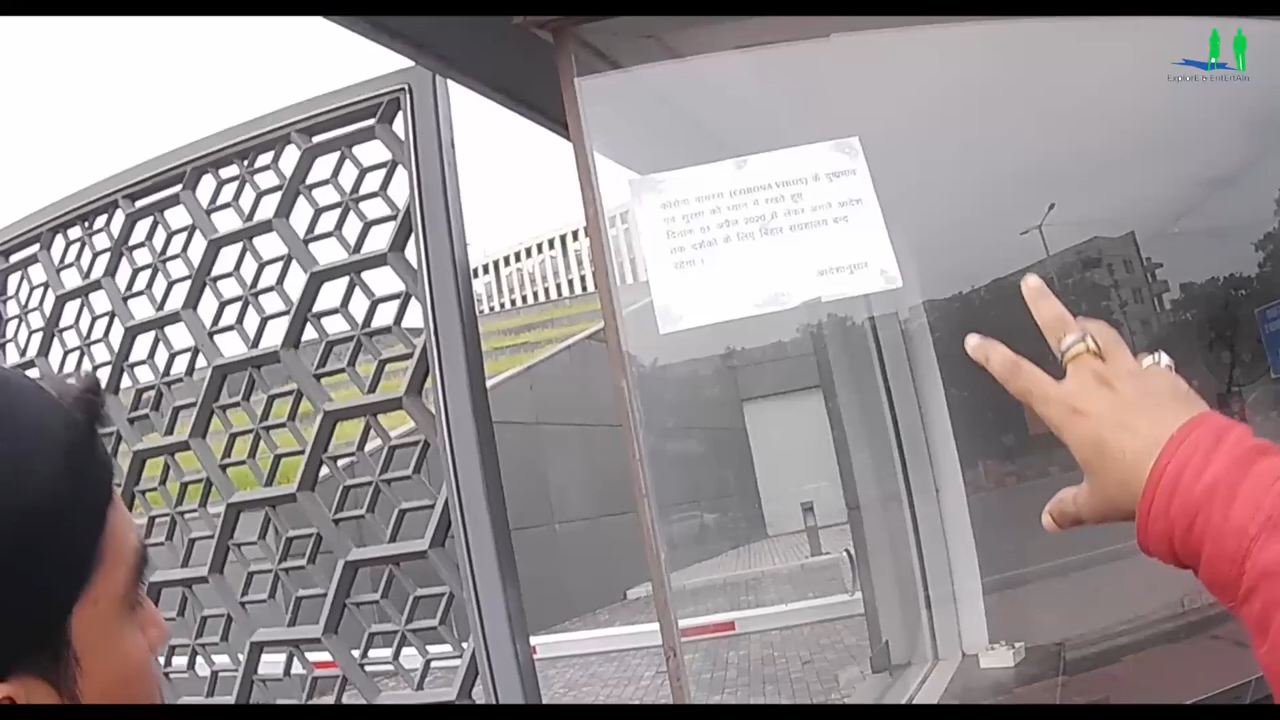 ExplorE & EntErtAin
कोरोना वायरस (CORONA VIRUS) के दुष्प्रभाव
एवं सुरक्षा को ध्यान में रखते हुए
दिनांक 01 अप्रैल 2020 से लेकर अगले आदेश
तक दर्शकों के लिए बिहार संग्रहालय बन्द
रहेगा ।
आदेशानुसार